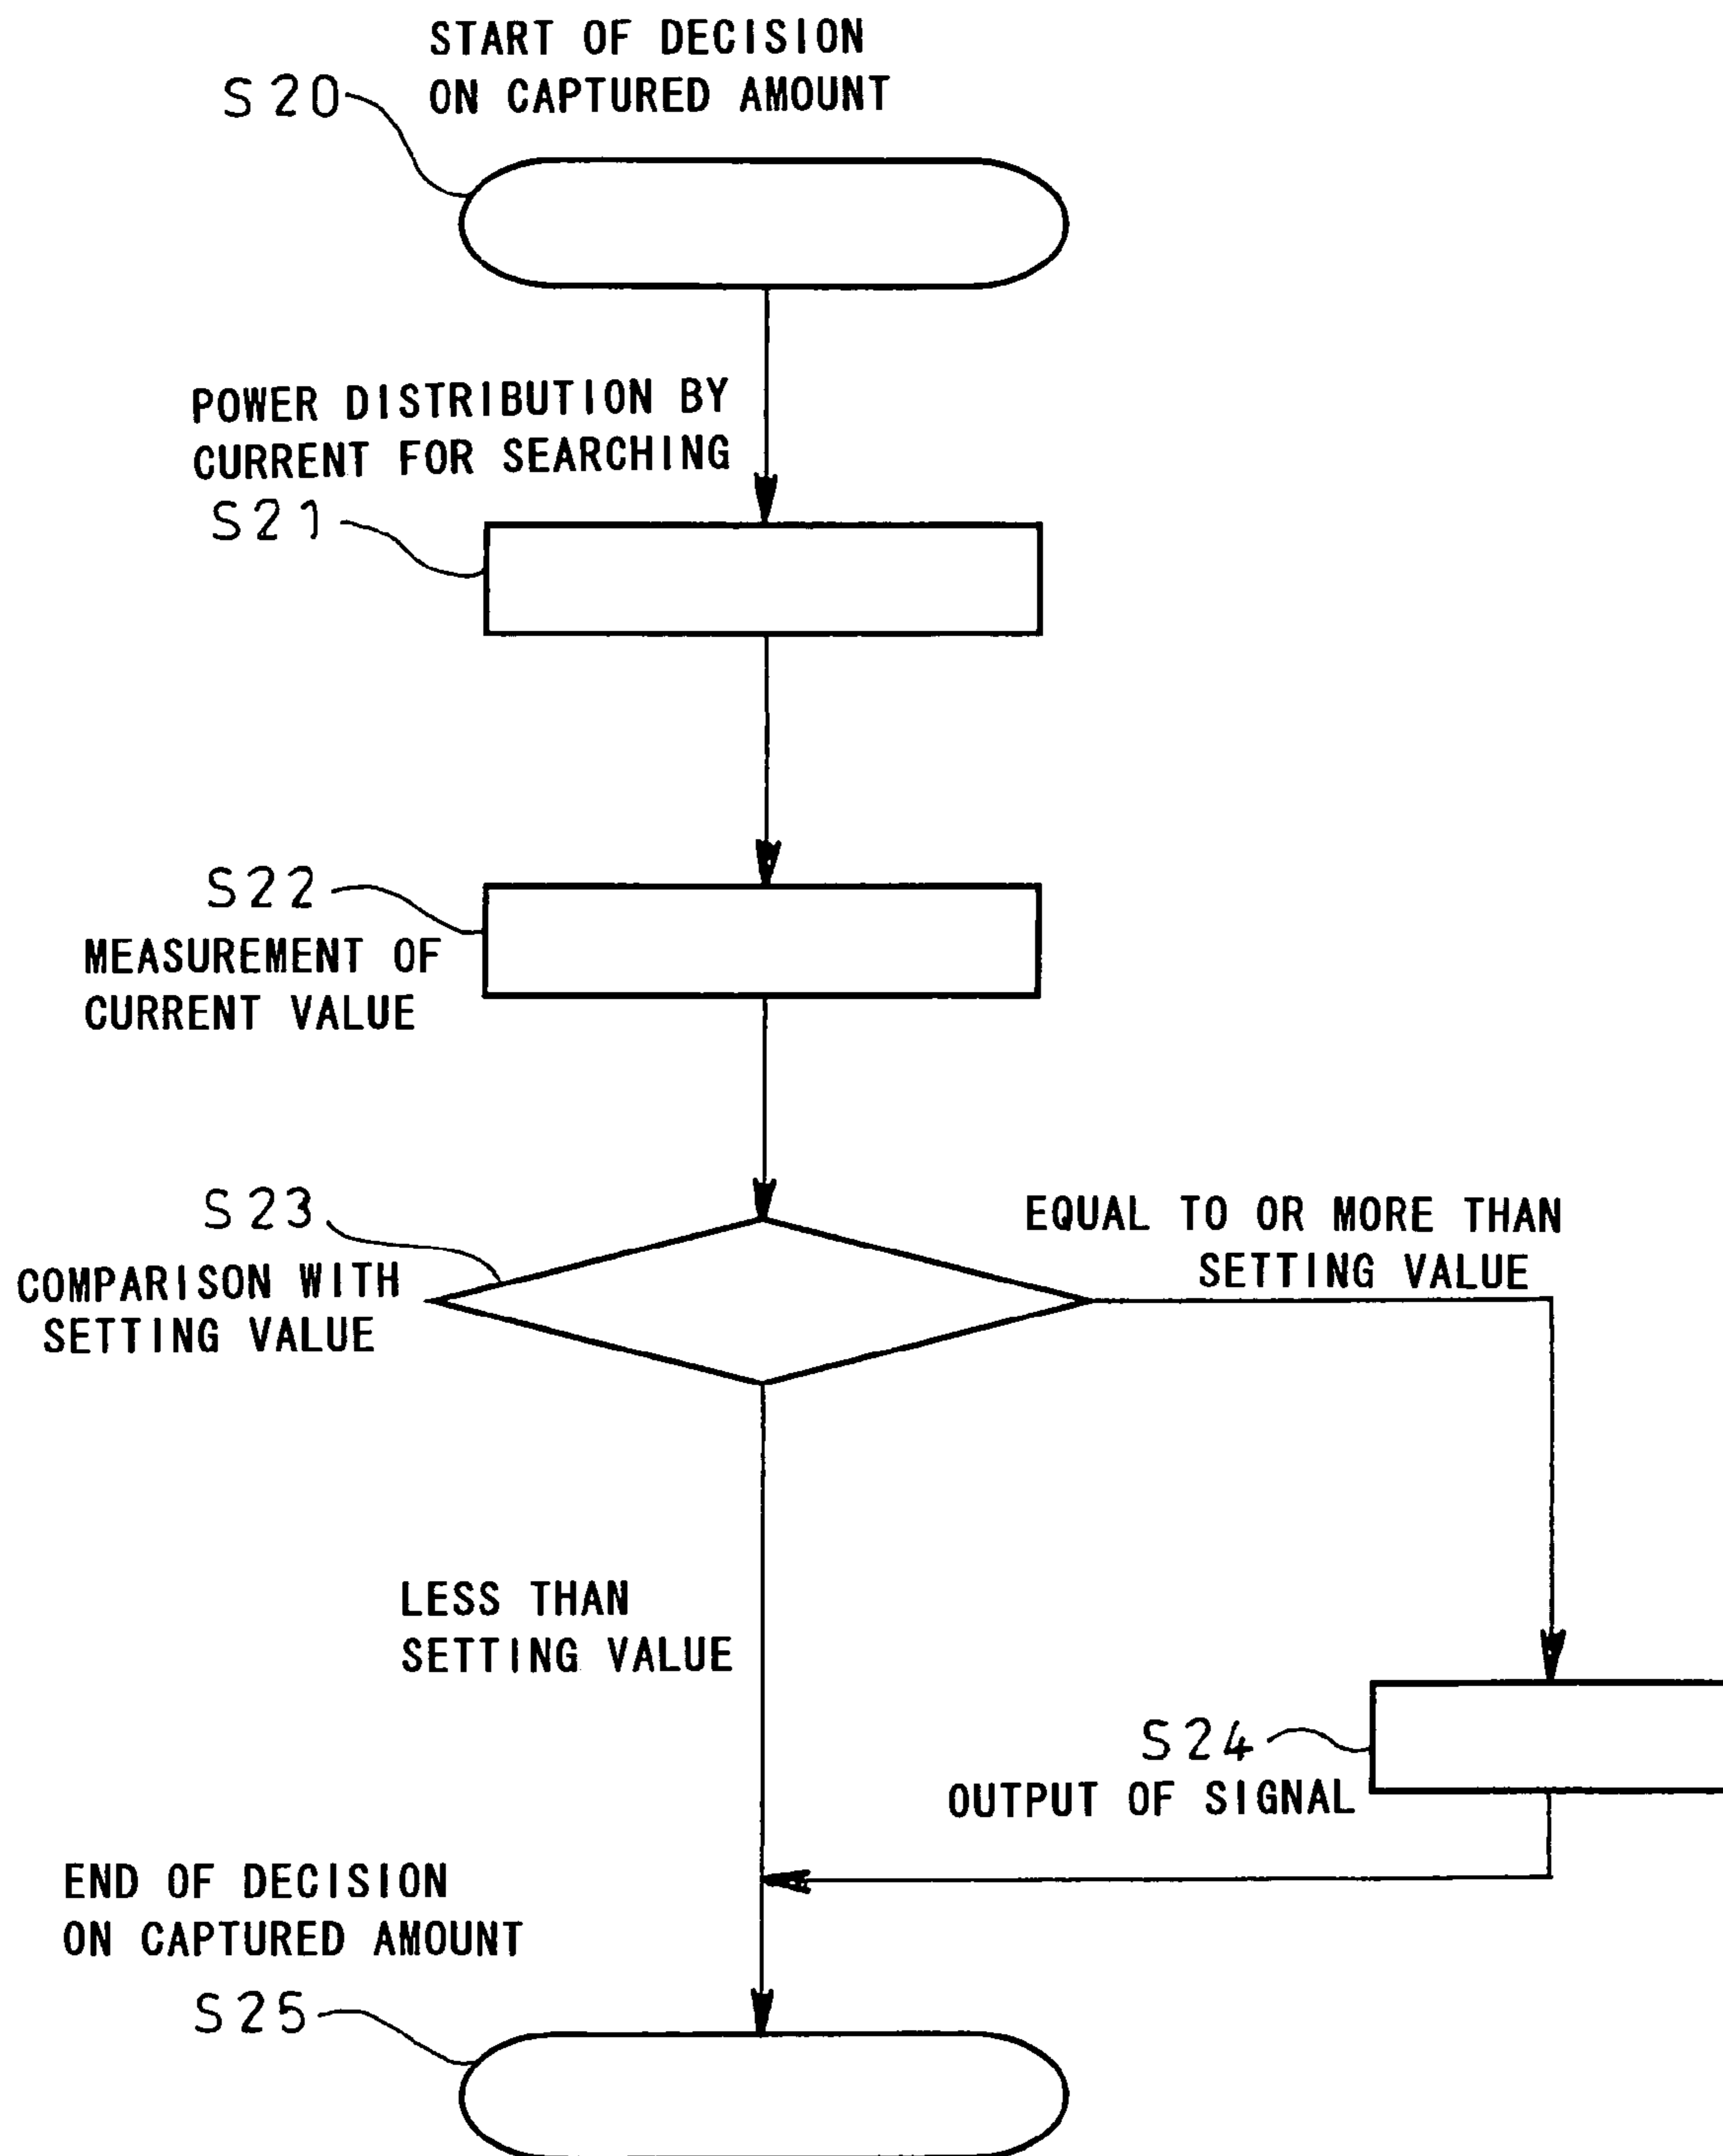 START OF DECISION
ON CAPTURED AMOUNT
S20
POWER DISTRIBUTION BY
CURRENT FOR SEARCHING
S21
S22
MEASUREMENT OF
CURRENT VALUE
S23
COMPARISON WITH
SETTING VALUE
EQUAL TO OR MORE THAN
SETTING VALUE
LESS THAN
SETTING VALUE
S24
OUTPUT OF SIGNAL
END OF DECISION
ON CAPTURED AMOUNT
S25